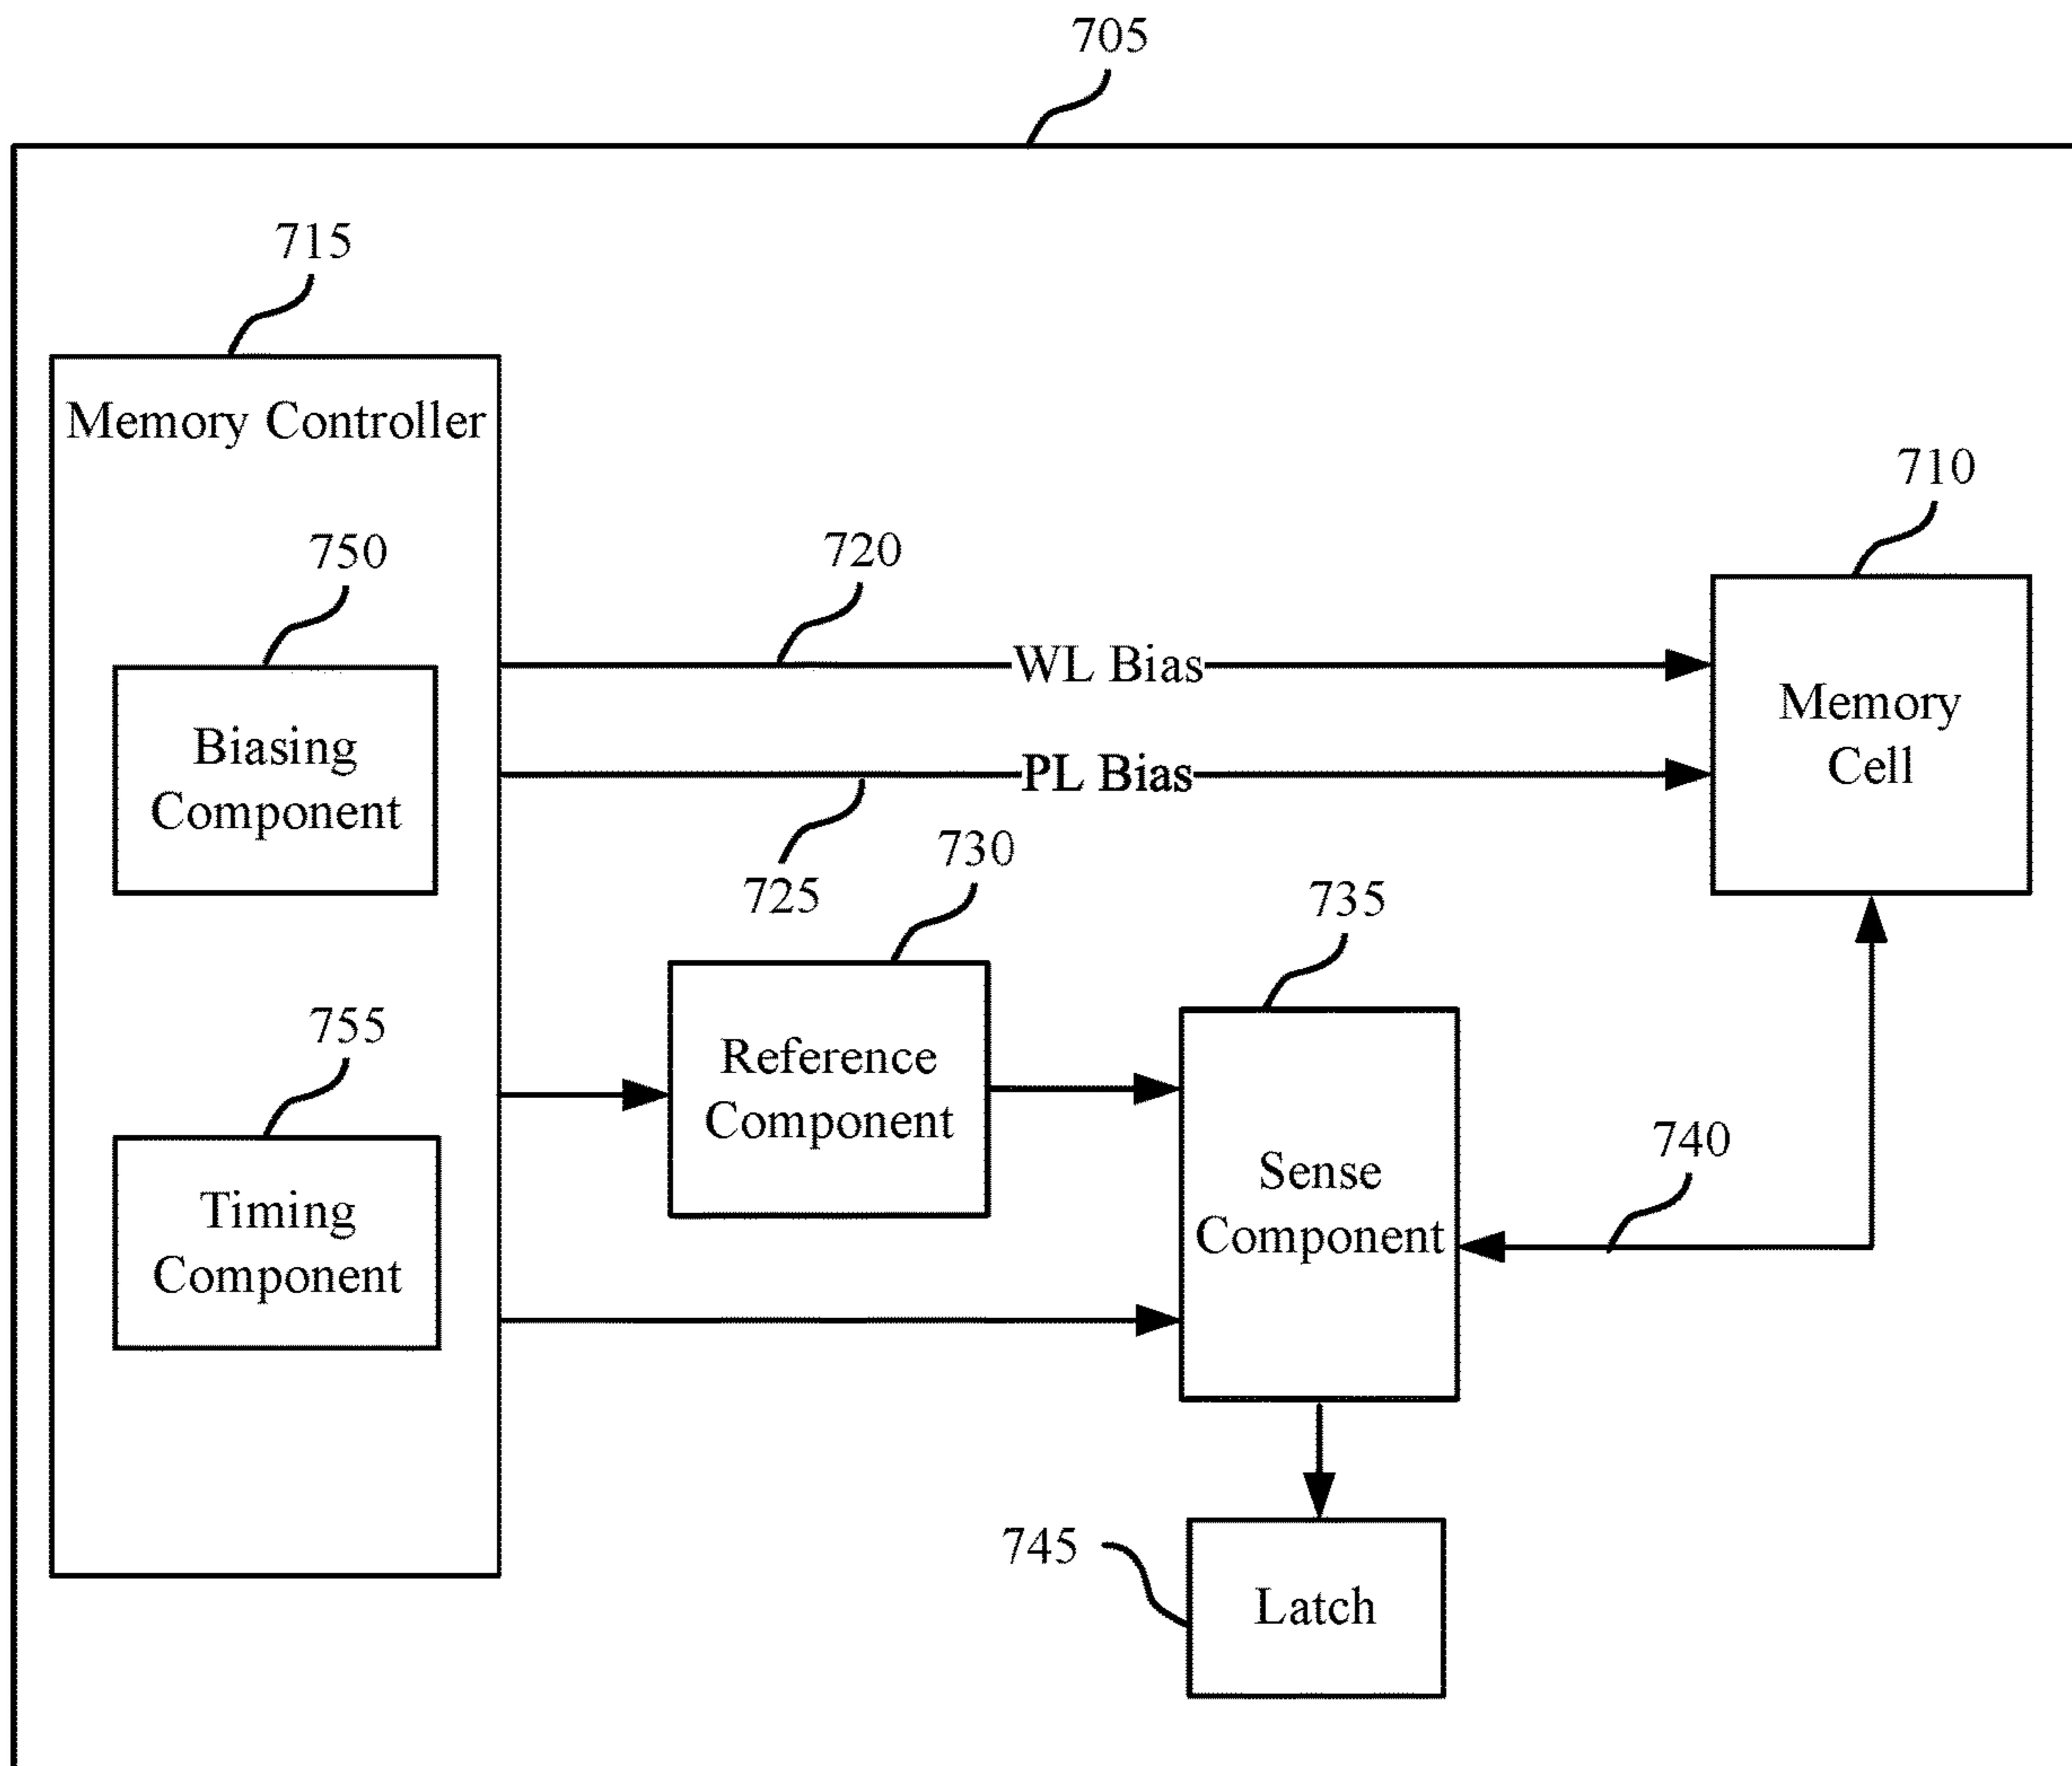 705
715
Memory Controller
710
750
720
WL Bias
Memory
Cell
Biasing
Component
PL Bias
725
730
735
755
Reference
Component
740
Sense
Component
Timing
Component
745
Latch